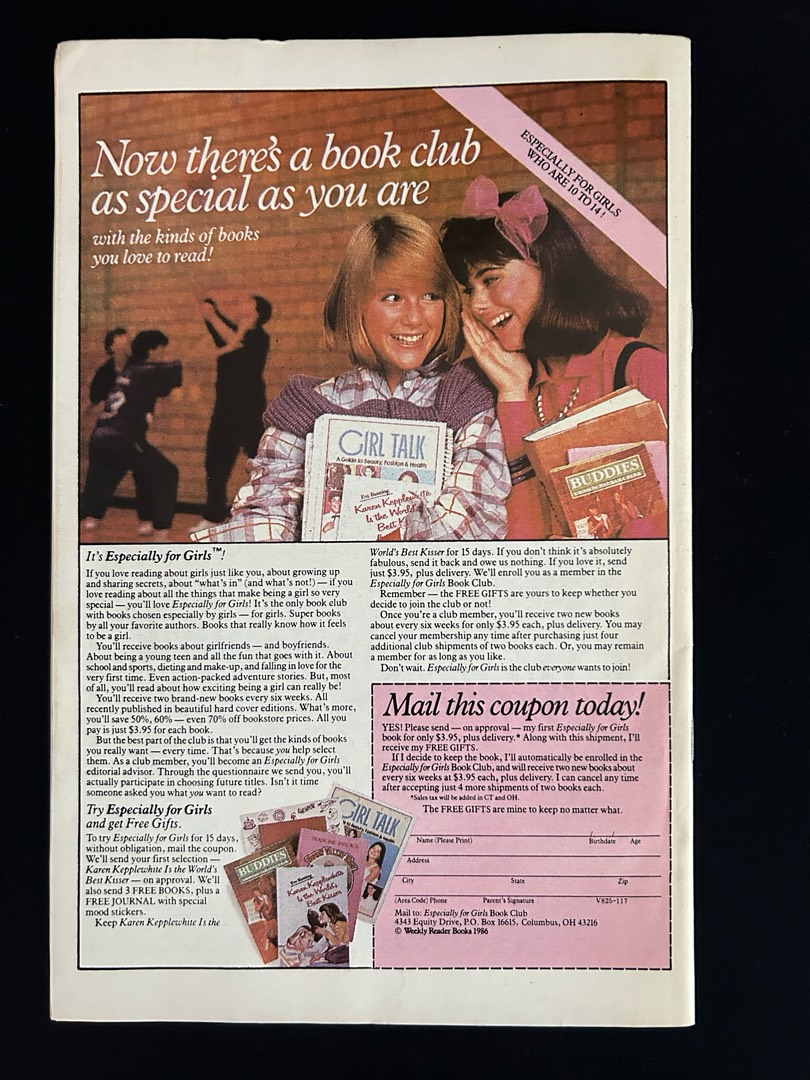 Now there's a book club
as special as you are
with the kinds of books
you love to read!
ESPECIALLY FOR GIRLS
WHO ARE 10 TO 14!
GIRL TALK
A Guide to Beauty, Fashion & Health
Eve Bunting
Karen Kepplewhite
Is the World's
Best K
BUDDIES
It's Especially for Girls™!
If you love reading about girls just like you, about growing up
and sharing secrets, about "what's in" (and what's not!) — if you
love reading about all the things that make being a girl so very
special — you'll love Especially for Girls! It's the only book club
with books chosen especially by girls — for girls. Super books
by all your favorite authors. Books that really know how it feels
to be a girl.
You'll receive books about girlfriends — and boyfriends.
About being a young teen and all the fun that goes with it. About
school and sports, dieting and make-up, and falling in love for the
very first time. Even action-packed adventure stories. But, most
of all, you'll read about how exciting being a girl can really be!
You'll receive two brand-new books every six weeks. All
recently published in beautiful hard cover editions. What's more,
you'll save 50%, 60% — even 70% off bookstore prices. All you
pay is just $3.95 for each book.
But the best part of the club is that you'll get the kinds of books
you really want — every time. That's because you help select
them. As a club member, you'll become an Especially for Girls
editorial advisor. Through the questionnaire we send you, you'll
actually participate in choosing future titles. Isn't it time
someone asked you what you want to read?
Try Especially for Girls
and get Free Gifts.
To try Especially for Girls for 15 days,
without obligation, mail the coupon.
We'll send your first selection —
Karen Kepplewhite Is the World's
Best Kisser — on approval. We'll
also send 3 FREE BOOKS, plus a
FREE JOURNAL with special
mood stickers.
Keep Karen Kepplewhite Is the
GIRL TALK
BUDDIES
Eve Bunting
Karen Kepplewhite
Is the World's
Best Kisser
World's Best Kisser for 15 days. If you don't think it's absolutely
fabulous, send it back and owe us nothing. If you love it, send
just $3.95, plus delivery. We'll enroll you as a member in the
Especially for Girls Book Club.
Remember — the FREE GIFTS are yours to keep whether you
decide to join the club or not!
Once you're a club member, you'll receive two new books
about every six weeks for only $3.95 each, plus delivery. You may
cancel your membership any time after purchasing just four
additional club shipments of two books each. Or, you may remain
a member for as long as you like.
Don't wait. Especially for Girls is the club everyone wants to join!
Mail this coupon today!
YES! Please send — on approval — my first Especially for Girls
book for only $3.95, plus delivery.* Along with this shipment, I'll
receive my FREE GIFTS.
If I decide to keep the book, I'll automatically be enrolled in the
Especially for Girls Book Club, and will receive two new books about
every six weeks at $3.95 each, plus delivery. I can cancel any time
after accepting just 4 more shipments of two books each.
*Sales tax will be added in CT and OH.
The FREE GIFTS are mine to keep no matter what.
/ /
Name (Please Print) Birthdate Age
Address
City State Zip
(Area Code) Phone Parent's Signature V825-117
Mail to: Especially for Girls Book Club
4343 Equity Drive, P.O. Box 16615, Columbus, OH 43216
© Weekly Reader Books 1986